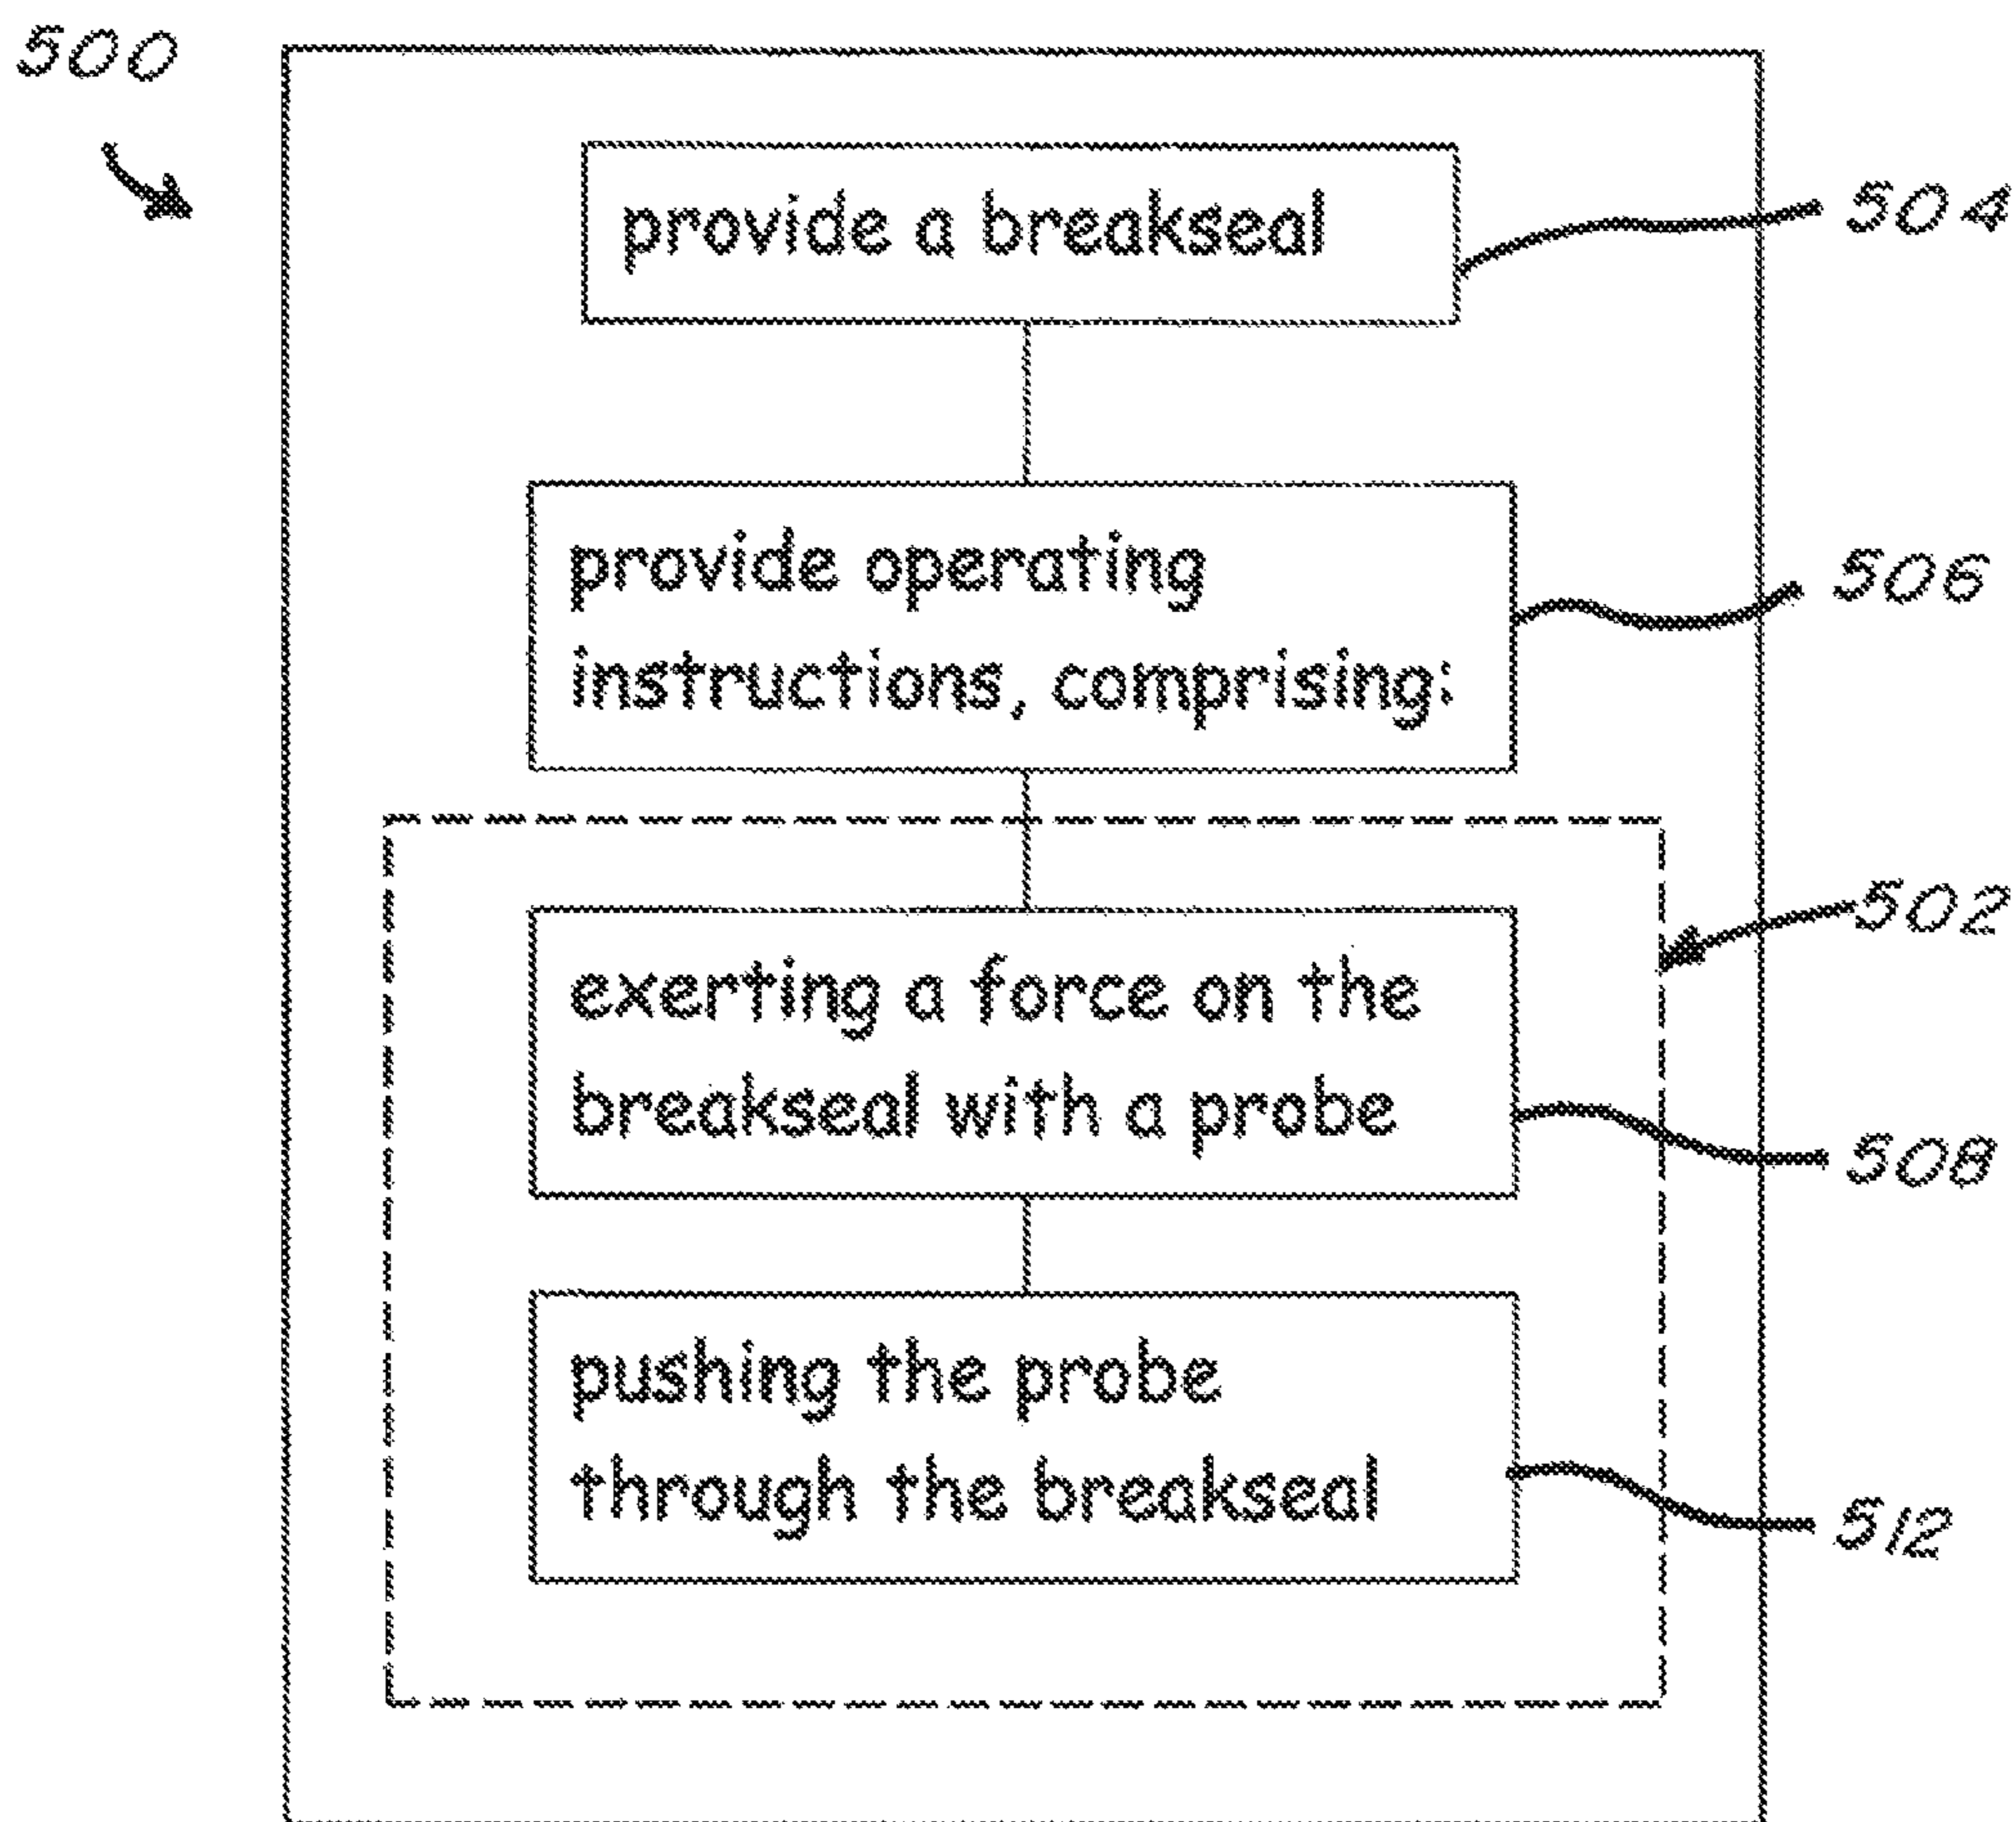 500
provide a breakseal
504
provide operating
instructions, comprising:
506
502
exerting a force on the
breakseal with a probe
508
pushing the probe
through the breakseal
512